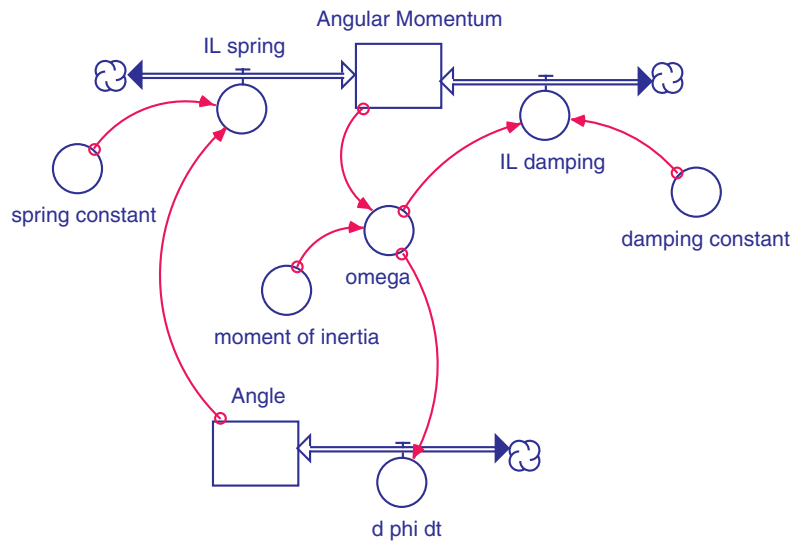 Angular Momentum
IL spring
IL damping
spring constant
damping constant
omega
moment of inertia
Angle
d phi dt